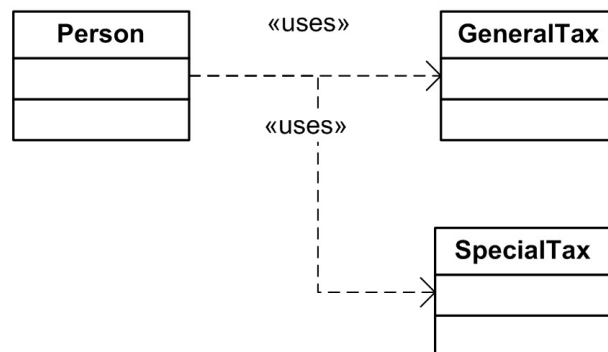 Person
«uses»
GeneralTax
«uses»
SpecialTax